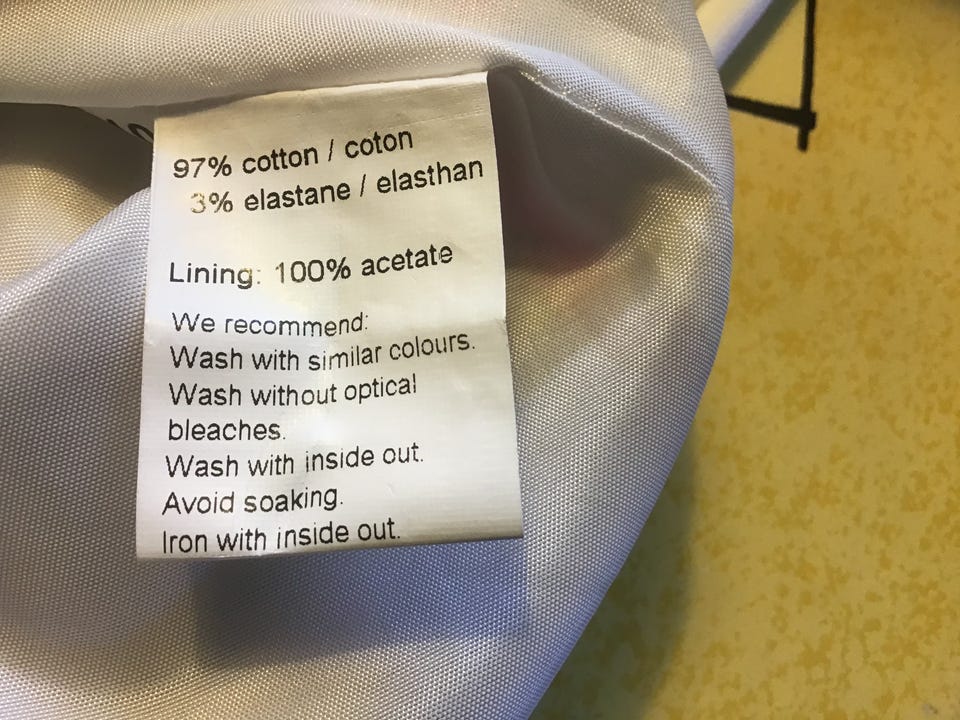 97% cotton / coton
3% elastane / elasthan
Lining: 100% acetate
We recommend:
Wash with similar colours.
Wash without optical
bleaches.
Wash with inside out.
Avoid soaking.
Iron with inside out.